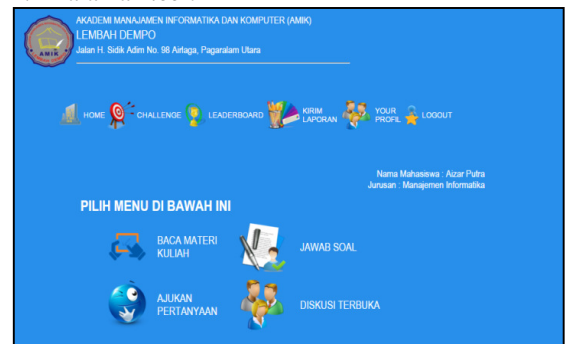 AKADEMI MANAJAMEN INFORMATIKA DAN KOMPUTER (AMIK)
LEMBAH DEMPO
Jalan H. Sidik Adim No. 98 Airlaga, Pagaralam Utara
AMIK
HOME
CHALLENGE
LEADERBOARD
KIRIM
LAPORAN
YOUR
PROFIL
LOGOUT
Nama Mahasiswa : Aizar Putra
Jurusan : Manajemen Informatika
PILIH MENU DI BAWAH INI
BACA MATERI
KULIAH
JAWAB SOAL
AJUKAN
PERTANYAAN
DISKUSI TERBUKA